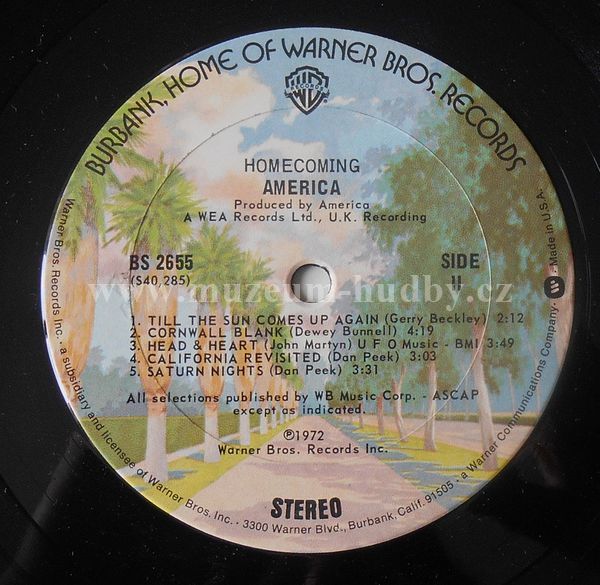 BURBANK, HOME OF WARNER BROS. RECORDS
WB
RECORDS
HOMECOMING
AMERICA
Produced by America
A WEA Records Ltd., U.K. Recording
BS 2655
(S40,285)
SIDE
II
www.muzeum-hudby.cz
1. TILL THE SUN COMES UP AGAIN (Gerry Beckley) 2:12
2. CORNWALL BLANK (Dewey Bunnell) 4:19
3. HEAD & HEART (John Martyn) U F O Music - BMI 3:49
4. CALIFORNIA REVISITED (Dan Peek) 3:03
5. SATURN NIGHTS (Dan Peek) 3:31
All selections published by WB Music Corp. - ASCAP
except as indicated.
℗1972
Warner Bros. Records Inc.
STEREO
Warner Bros. Records Inc. · a subsidiary and licensee of Warner Bros. Inc. · 3300 Warner Blvd., Burbank, Calif. 91505 · a Warner Communications Company · Made in U.S.A.